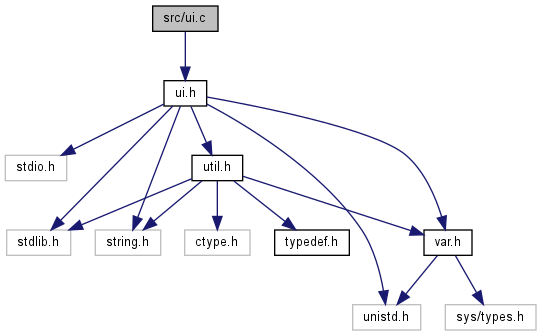 src/ui.c
ui.h
stdio.h
util.h
stdlib.h
string.h
ctype.h
typedef.h
var.h
unistd.h
sys/types.h